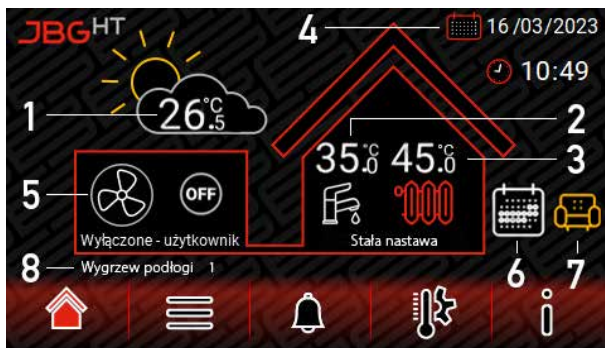 JBG HT
4
16/03/2023
10:49
1
26.5 °C
2
35.0 °C 45.0 °C
3
5
OFF
Wyłączone - użytkownik
Stała nastawa
6
7
8
Wygrzew podłogi 1
i